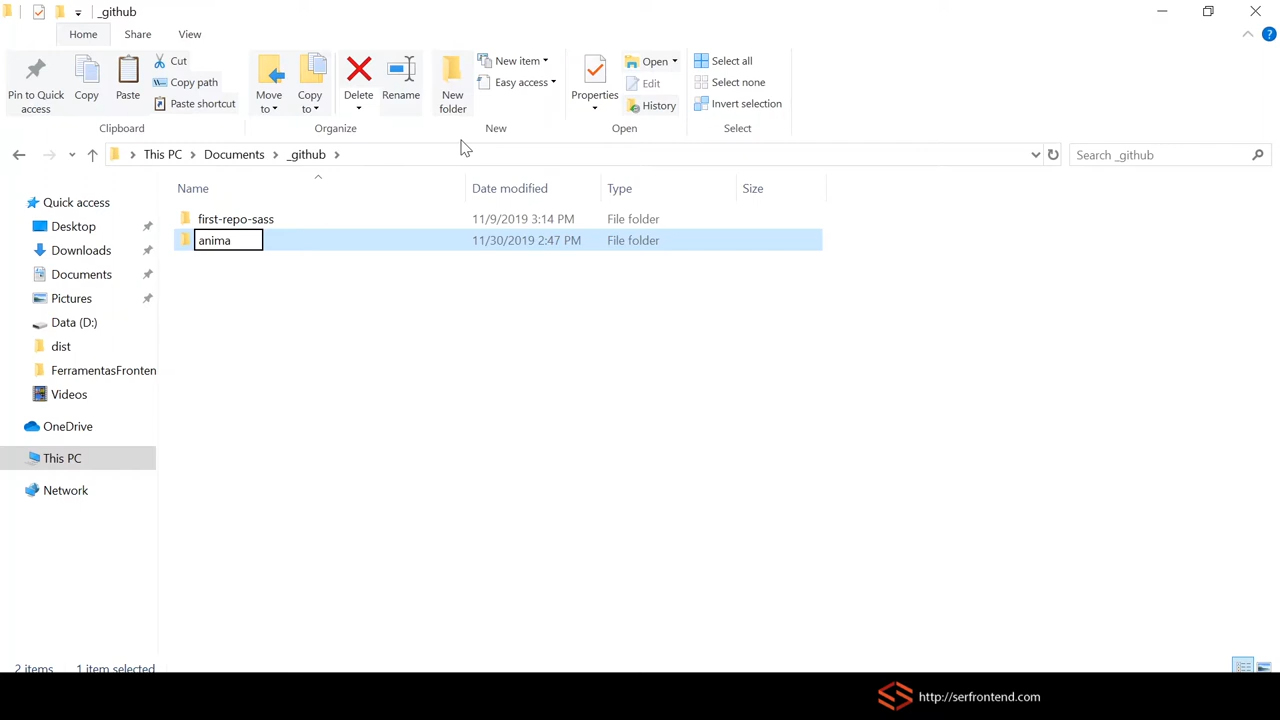 _github
Home Share View
Pin to Quick access
Copy
Paste
Cut
Copy path
Paste shortcut
Clipboard
Move to
Copy to
Delete
Rename
Organize
New folder
New item
Easy access
New
Properties
Open
Edit
History
Open
Select all
Select none
Invert selection
Select
This PC Documents _github
Search _github
Name Date modified Type Size
first-repo-sass 11/9/2019 3:14 PM File folder
anima 11/30/2019 2:47 PM File folder
Quick access
Desktop
Downloads
Documents
Pictures
Data (D:)
dist
FerramentasFronten
Videos
OneDrive
This PC
Network
2 items 1 item selected
http://serfrontend.com